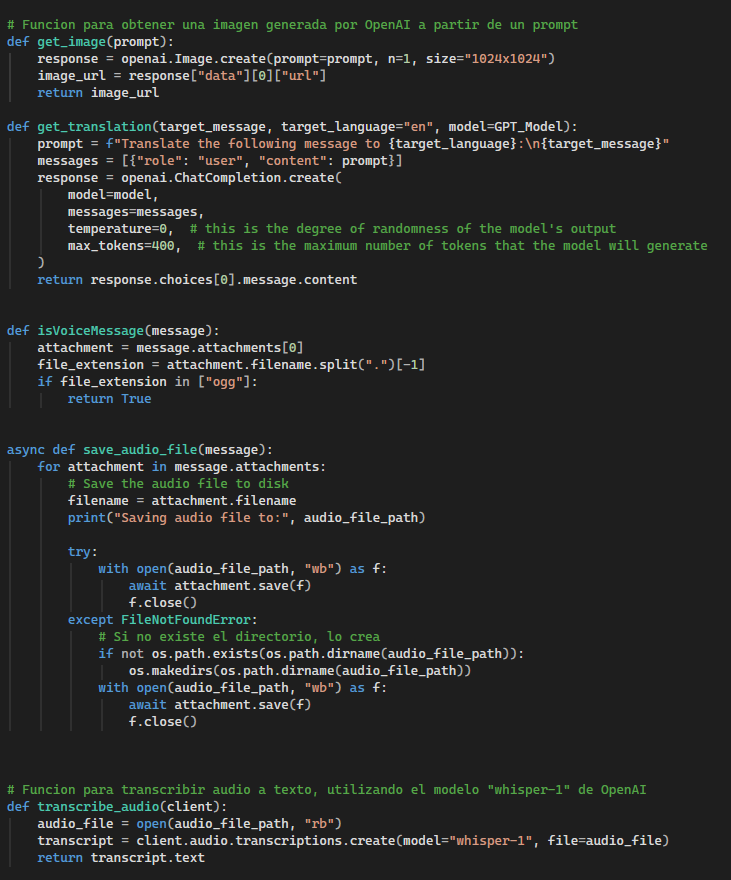 # Funcion para obtener una imagen generada por OpenAI a partir de un prompt
def get_image(prompt):
    response = openai.Image.create(prompt=prompt, n=1, size="1024x1024")
    image_url = response["data"][0]["url"]
    return image_url

def get_translation(target_message, target_language="en", model=GPT_Model):
    prompt = f"Translate the following message to {target_language}:\n{target_message}"
    messages = [{"role": "user", "content": prompt}]
    response = openai.ChatCompletion.create(
        model=model,
        messages=messages,
        temperature=0,  # this is the degree of randomness of the model's output
        max_tokens=400,  # this is the maximum number of tokens that the model will generate
    )
    return response.choices[0].message.content


def isVoiceMessage(message):
    attachment = message.attachments[0]
    file_extension = attachment.filename.split(".")[-1]
    if file_extension in ["ogg"]:
        return True


async def save_audio_file(message):
    for attachment in message.attachments:
        # Save the audio file to disk
        filename = attachment.filename
        print("Saving audio file to:", audio_file_path)

        try:
            with open(audio_file_path, "wb") as f:
                await attachment.save(f)
                f.close()
        except FileNotFoundError:
            # Si no existe el directorio, lo crea
            if not os.path.exists(os.path.dirname(audio_file_path)):
                os.makedirs(os.path.dirname(audio_file_path))
            with open(audio_file_path, "wb") as f:
                await attachment.save(f)
                f.close()



# Funcion para transcribir audio a texto, utilizando el modelo "whisper-1" de OpenAI
def transcribe_audio(client):
    audio_file = open(audio_file_path, "rb")
    transcript = client.audio.transcriptions.create(model="whisper-1", file=audio_file)
    return transcript.text